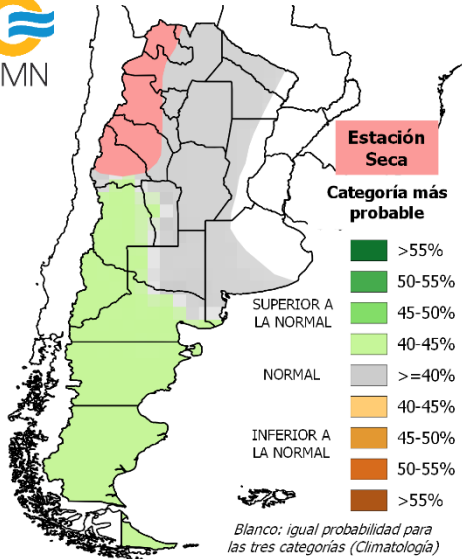 MN
Estación
Seca
Categoría más
probable
>55%
50-55%
45-50%
SUPERIOR A
LA NORMAL
40-45%
NORMAL
>=40%
40-45%
INFERIOR A
LA NORMAL
45-50%
50-55%
>55%
Blanco: igual probabilidad para
las tres categorías (Climatología)